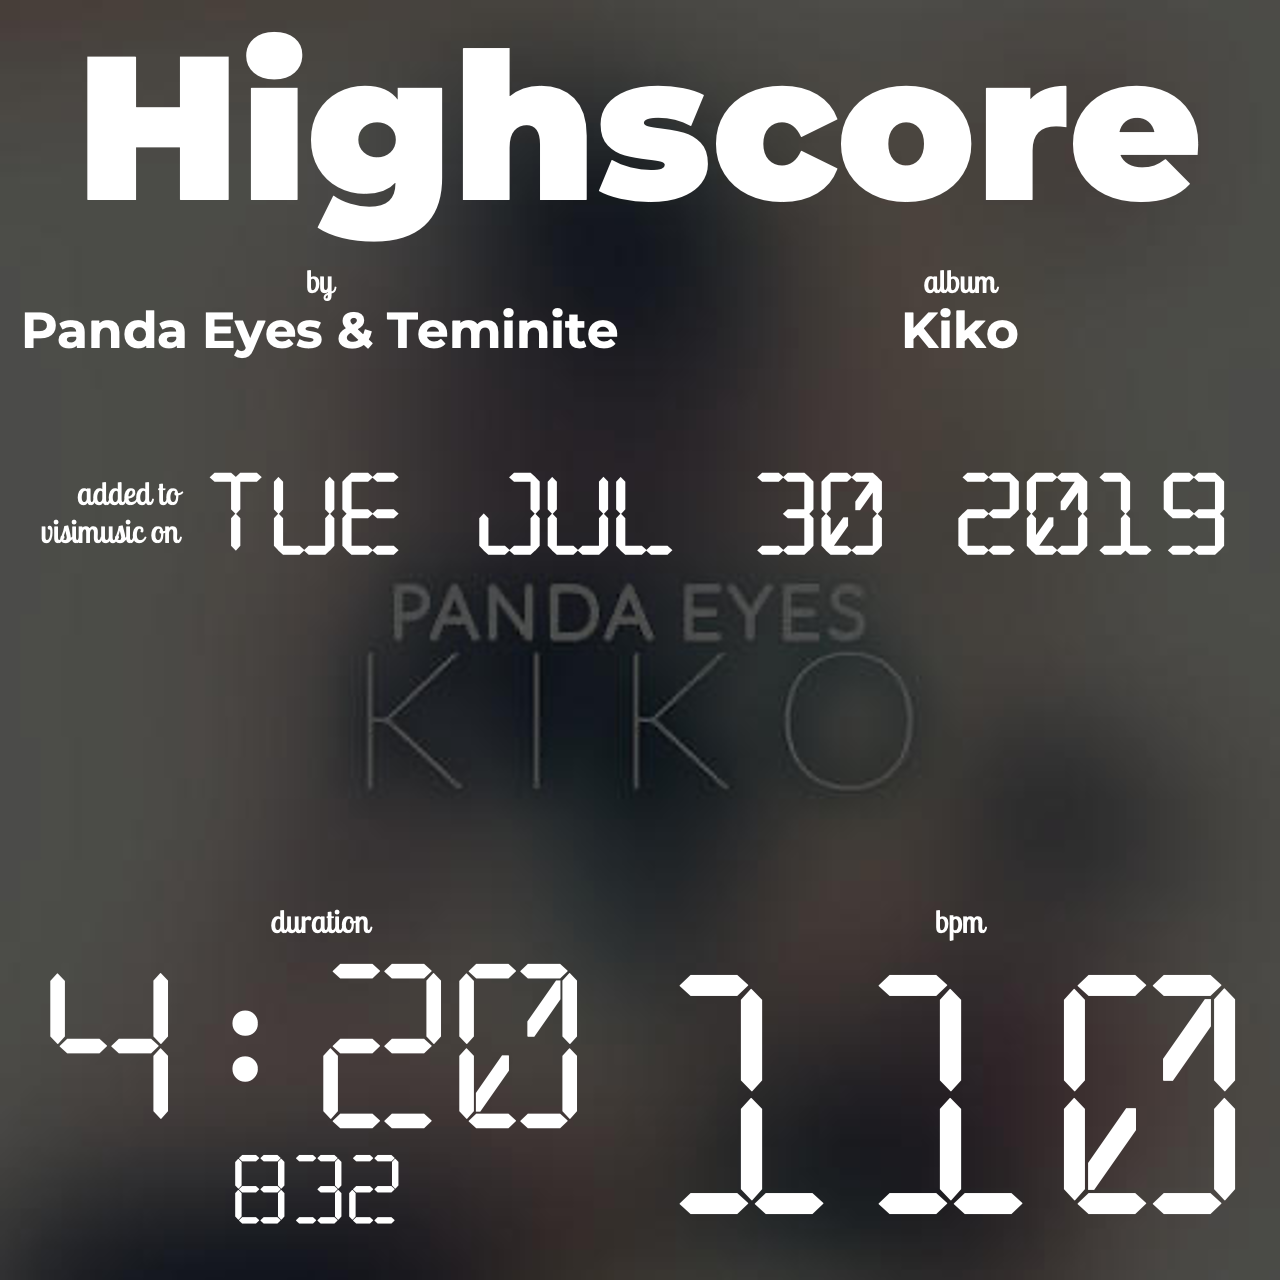 Highscore
by
Panda Eyes & Teminite
album
Kiko
added to
visimusic on
TUE JUL 30 2019
PANDA EYES
KIKO
duration
4:20
832
bpm
110